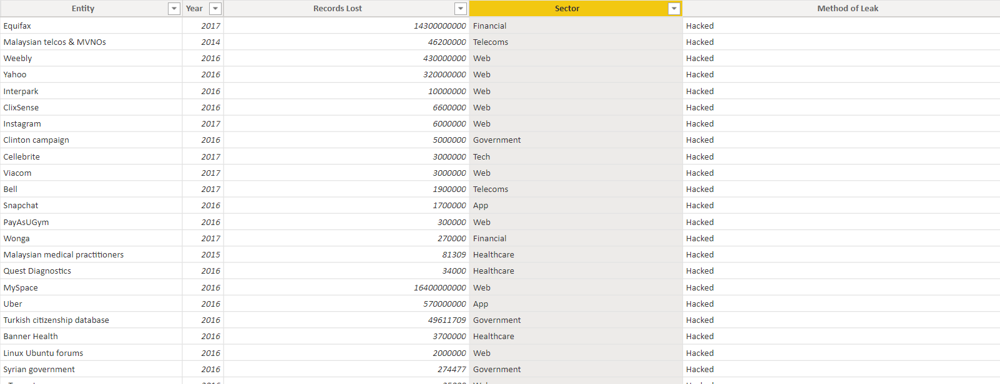 Entity Year Records Lost Sector Method of Leak
Equifax 2017 14300000000 Financial Hacked
Malaysian telcos & MVNOs 2014 46200000 Telecoms Hacked
Weebly 2016 430000000 Web Hacked
Yahoo 2016 320000000 Web Hacked
Interpark 2016 10000000 Web Hacked
ClixSense 2016 6600000 Web Hacked
Instagram 2017 6000000 Web Hacked
Clinton campaign 2016 5000000 Government Hacked
Cellebrite 2017 3000000 Tech Hacked
Viacom 2017 3000000 Web Hacked
Bell 2017 1900000 Telecoms Hacked
Snapchat 2016 1700000 App Hacked
PayAsUGym 2016 300000 Web Hacked
Wonga 2017 270000 Financial Hacked
Malaysian medical practitioners 2015 81309 Healthcare Hacked
Quest Diagnostics 2016 34000 Healthcare Hacked
MySpace 2016 16400000000 Web Hacked
Uber 2016 570000000 App Hacked
Turkish citizenship database 2016 49611709 Government Hacked
Banner Health 2016 3700000 Healthcare Hacked
Linux Ubuntu forums 2016 2000000 Web Hacked
Syrian government 2016 274477 Government Hacked